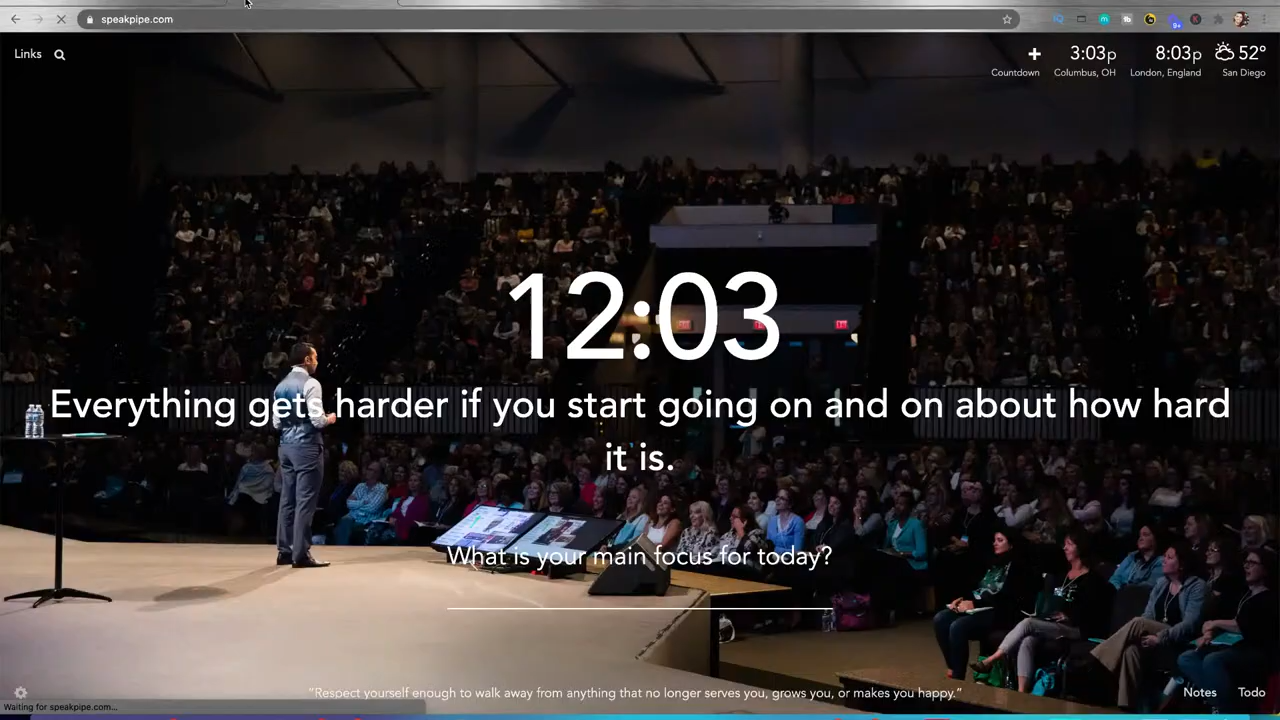 speakpipe.com
9+
Links
+
Countdown
3:03p
Columbus, OH
8:03p
London, England
52°
San Diego
12:03
Everything gets harder if you start going on and on about how hard
it is.
What is your main focus for today?
“Respect yourself enough to walk away from anything that no longer serves you, grows you, or makes you happy.”
Notes
Todo
Waiting for speakpipe.com...